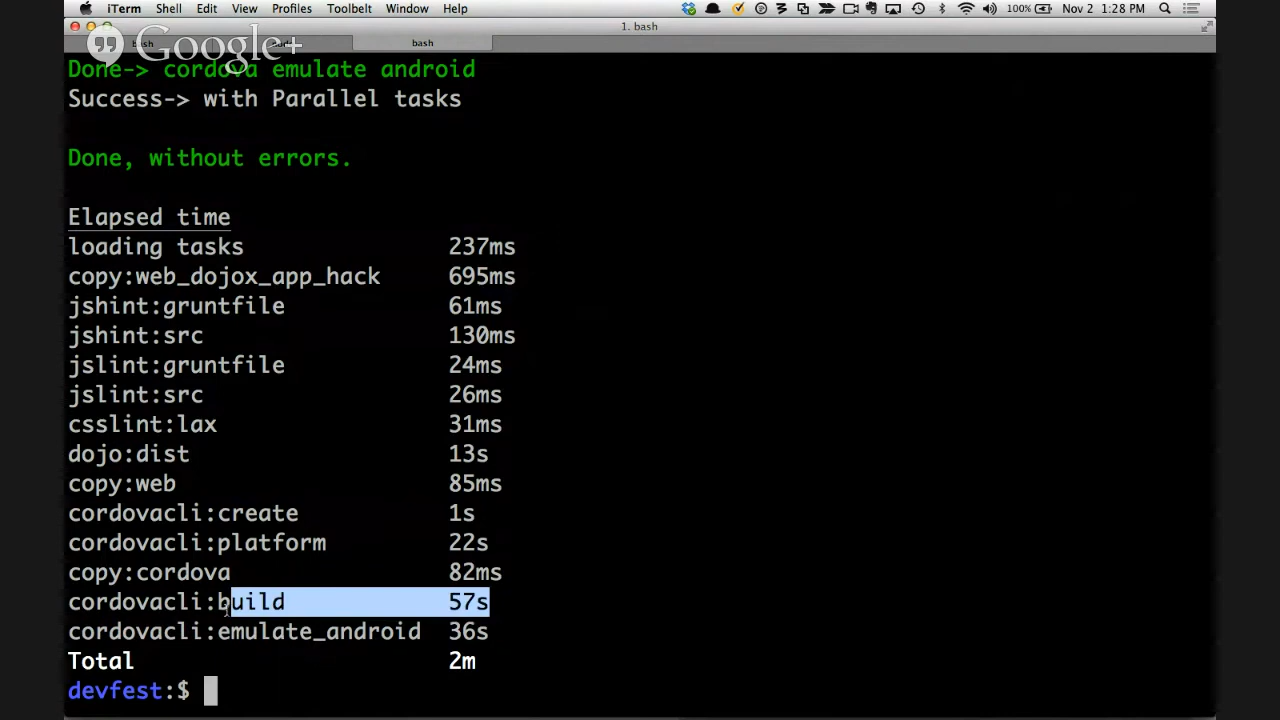 iTerm Shell Edit View Profiles Toolbelt Window Help 100% Nov 2 1:28 PM
1. bash
bash bash
Google+
Done-> cordova emulate android
Success-> with Parallel tasks
Done, without errors.
Elapsed time
loading tasks 237ms
copy:web_dojox_app_hack 695ms
jshint:gruntfile 61ms
jshint:src 130ms
jslint:gruntfile 24ms
jslint:src 26ms
csslint:lax 31ms
dojo:dist 13s
copy:web 85ms
cordovacli:create 1s
cordovacli:platform 22s
copy:cordova 82ms
cordovacli:build 57s
cordovacli:emulate_android 36s
Total 2m
devfest:$